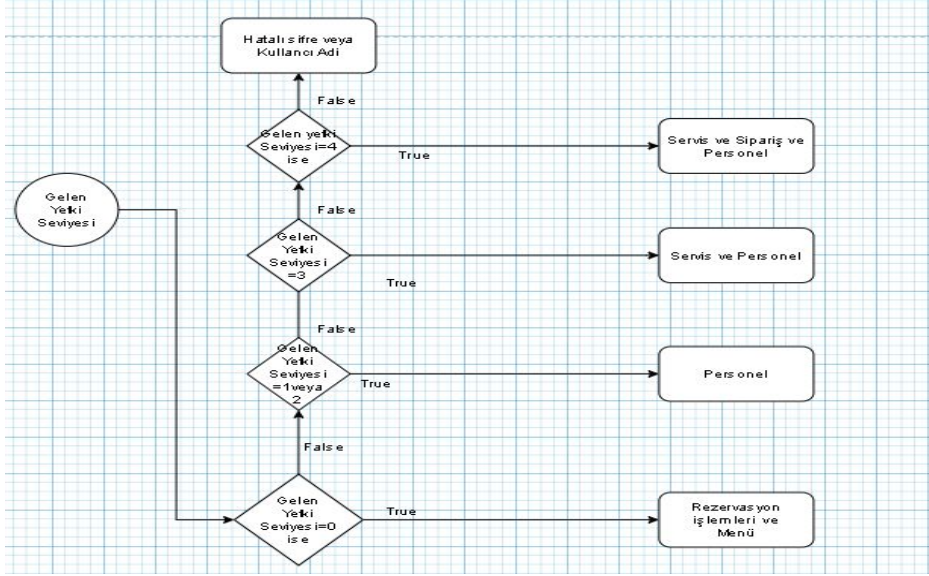 Hatalı sifre veya
Kullancı Adi
False
Gelen yetki
Seviyesi=4
ise
True
Servis ve Sipariş ve
Personel
Gelen
Yetki
Seviyesi
False
Gelen
Yetki
Seviyesi
=3
True
Servis ve Personel
False
Gelen
Yetki
Seviyesi
=1veya
2
True
Personel
False
Gelen
Yetki
Seviyesi=0
ise
True
Rezervasyon
işlemleri ve
Menü